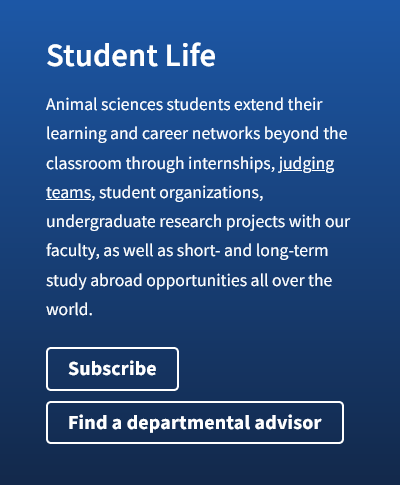 Student Life
Animal sciences students extend their
learning and career networks beyond the
classroom through internships, judging
teams, student organizations,
undergraduate research projects with our
faculty, as well as short- and long-term
study abroad opportunities all over the
world.
Subscribe
Find a departmental advisor